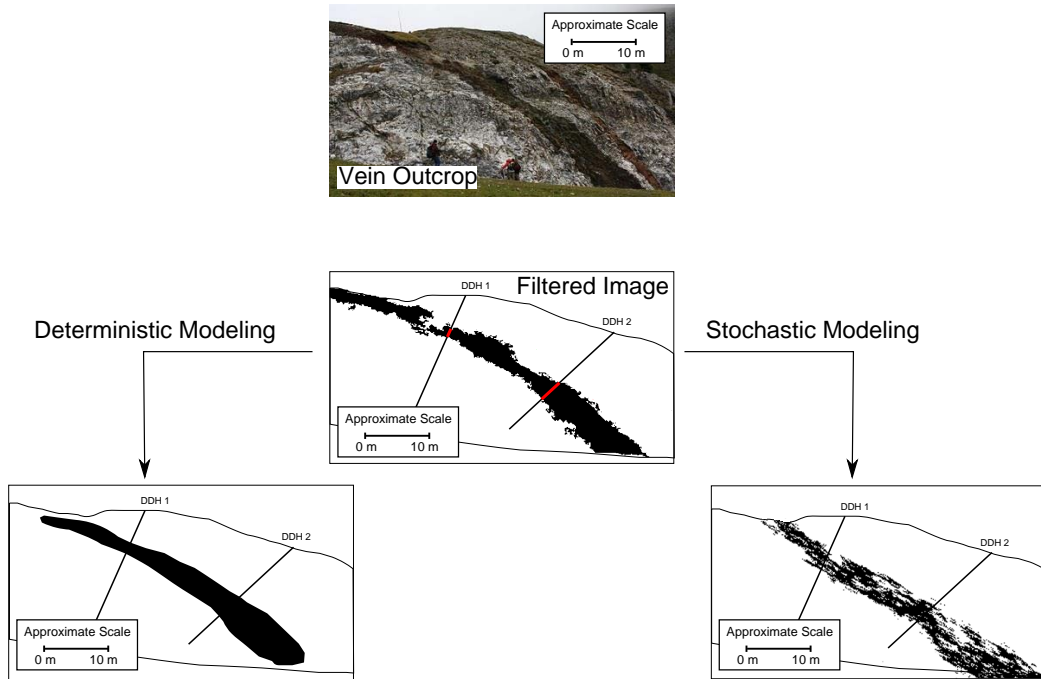 Approximate Scale
0 m 10 m
Vein Outcrop
Filtered Image
DDH 1
DDH 2
Approximate Scale
0 m 10 m
Deterministic Modeling
Stochastic Modeling
DDH 1
DDH 2
Approximate Scale
0 m 10 m
DDH 1
DDH 2
Approximate Scale
0 m 10 m